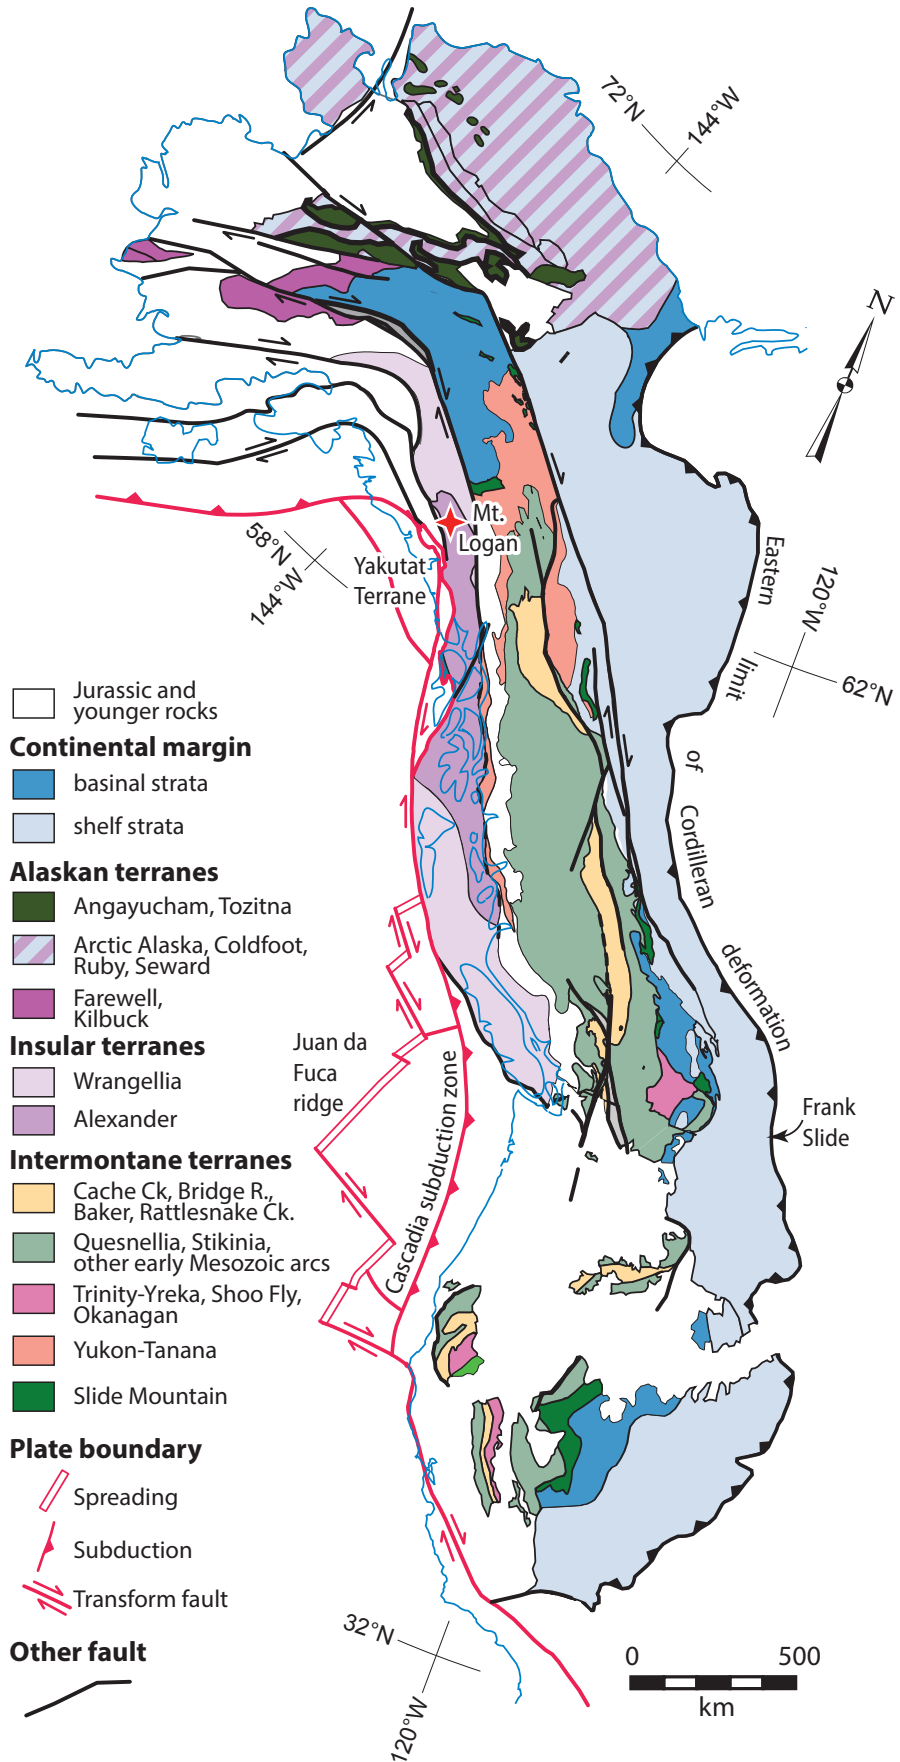 72°N
144°W
N
Mt.
Logan
58°N
144°W
Yakutat
Terrane
Eastern
limit
of
Cordilleran
deformation
120°W
62°N
Jurassic and
younger rocks
Continental margin
basinal strata
shelf strata
Alaskan terranes
Angayucham, Tozitna
Arctic Alaska, Coldfoot,
Ruby, Seward
Farewell,
Kilbuck
Insular terranes
Wrangellia
Alexander
Intermontane terranes
Cache Ck, Bridge R.,
Baker, Rattlesnake Ck.
Quesnellia, Stikinia,
other early Mesozoic arcs
Trinity-Yreka, Shoo Fly,
Okanagan
Yukon-Tanana
Slide Mountain
Plate boundary
Spreading
Subduction
Transform fault
Other fault
Juan da
Fuca
ridge
Cascadia subduction zone
Frank
Slide
32°N
120°W
0 500
km